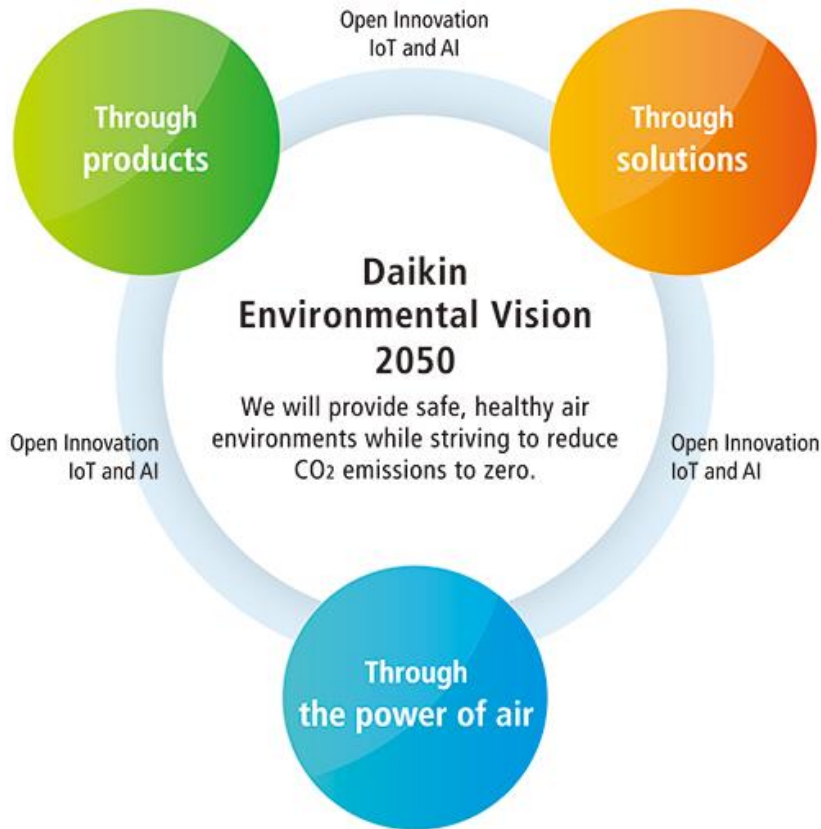 Open Innovation
IoT and AI
Through
products
Through
solutions
Daikin
Environmental Vision
2050
We will provide safe, healthy air
environments while striving to reduce
CO₂ emissions to zero.
Open Innovation
IoT and AI
Open Innovation
IoT and AI
Through
the power of air